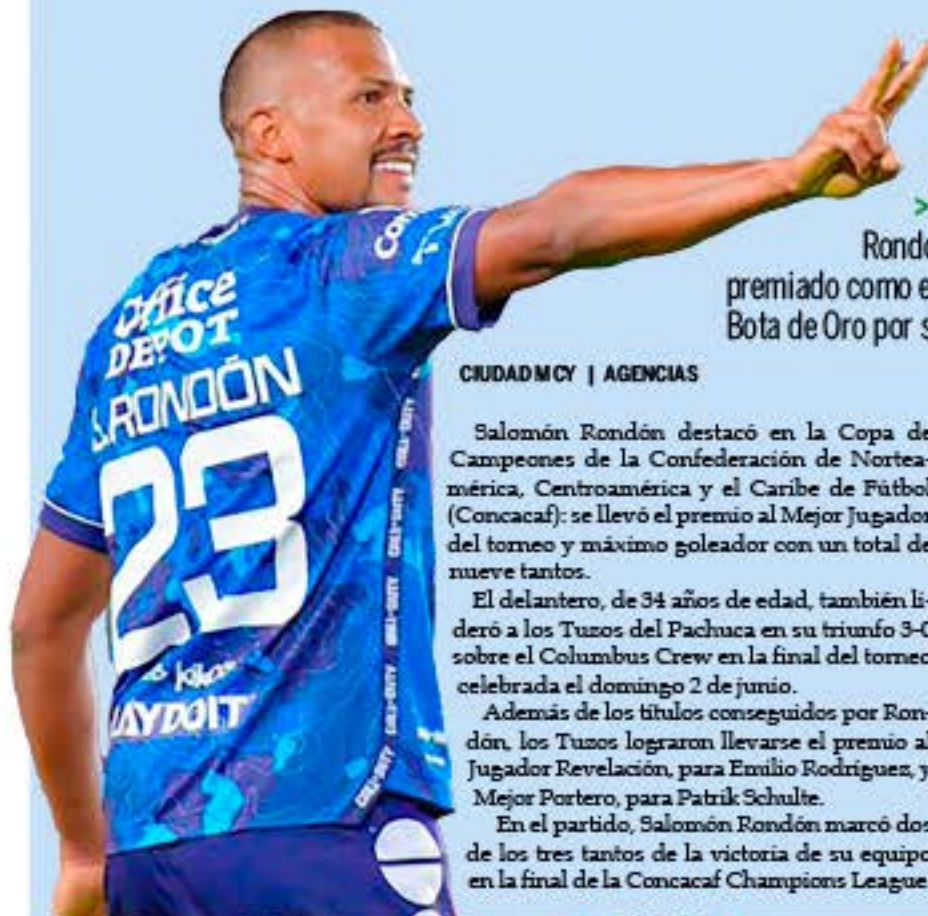 Office
DEPOT
S.RONDÓN
23
CALL-DUTY
>
Rondó
premiado como e
Bota de Oro por s
CIUDAD MCY | AGENCIAS
Salomón Rondón destacó en la Copa de
Campeones de la Confederación de Nortea-
mérica, Centroamérica y el Caribe de Fútbol
(Concacaf): se llevó el premio al Mejor Jugador
del torneo y máximo goleador con un total de
nueve tantos.
El delantero, de 34 años de edad, también li-
deró a los Tuzos del Pachuca en su triunfo 3-0
sobre el Columbus Crew en la final del torneo
celebrada el domingo 2 de junio.
Además de los títulos conseguidos por Ron-
dón, los Tuzos lograron llevarse el premio al
Jugador Revelación, para Emilio Rodríguez, y
Mejor Portero, para Patrik Schulte.
En el partido, Salomón Rondón marcó dos
de los tres tantos de la victoria de su equipo
en la final de la Concacaf Champions League